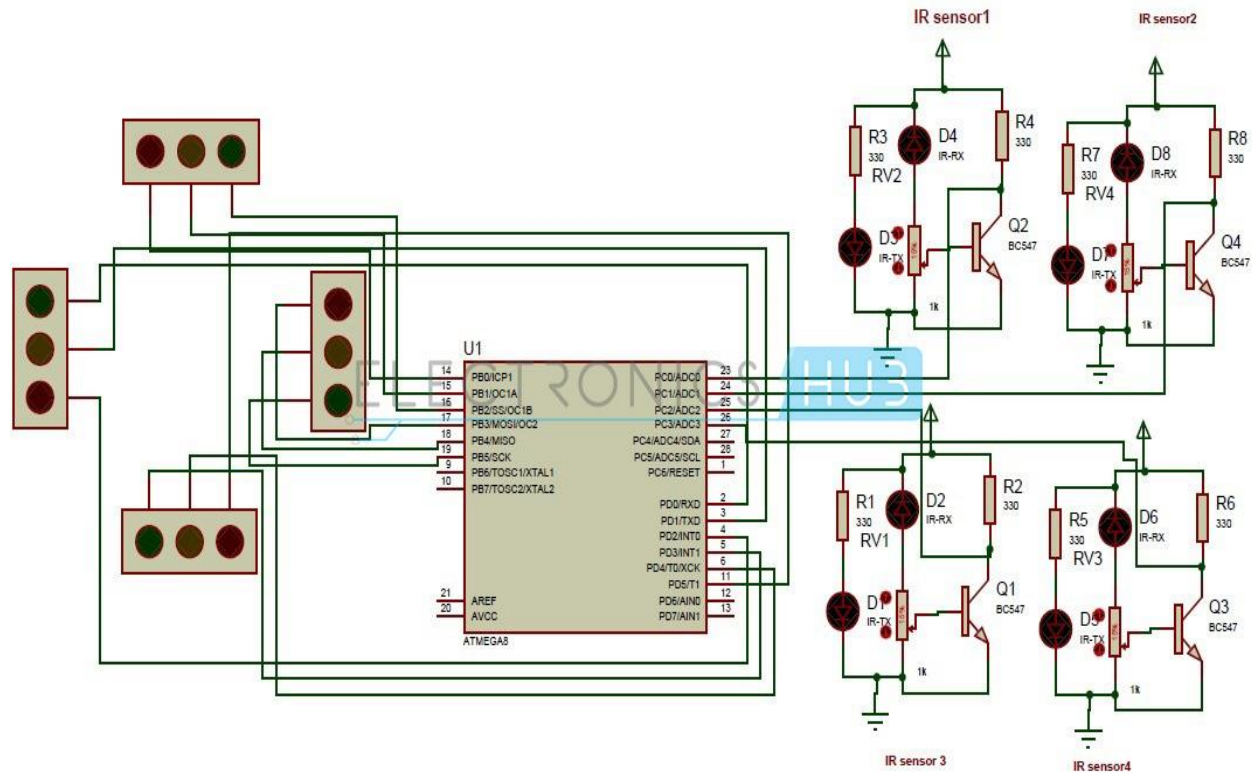 IR sensor1
IR sensor2
R3
330
RV2
D4
IR-RX
R4
330
D3
IR-TX
15%
Q2
BC547
1k
R7
330
RV4
D8
IR-RX
R8
330
D7
IR-TX
15%
Q4
BC547
1k
ELECTRONICS HUB
U1
14 PB0/ICP1
15 PB1/OC1A
16 PB2/SS/OC1B
17 PB3/MOSI/OC2
18 PB4/MISO
19 PB5/SCK
9 PB6/TOSC1/XTAL1
10 PB7/TOSC2/XTAL2
21 AREF
20 AVCC
PC0/ADC0 23
PC1/ADC1 24
PC2/ADC2 25
PC3/ADC3 26
PC4/ADC4/SDA 27
PC5/ADC5/SCL 28
PC6/RESET 1
PD0/RXD 2
PD1/TXD 3
PD2/INT0 4
PD3/INT1 5
PD4/T0/XCK 6
PD5/T1 11
PD6/AIN0 12
PD7/AIN1 13
ATMEGA8
R1
330
RV1
D2
IR-RX
R2
330
D1
IR-TX
15%
Q1
BC547
1k
R5
330
RV3
D6
IR-RX
R6
330
D5
IR-TX
15%
Q3
BC547
1k
IR sensor 3
IR sensor4